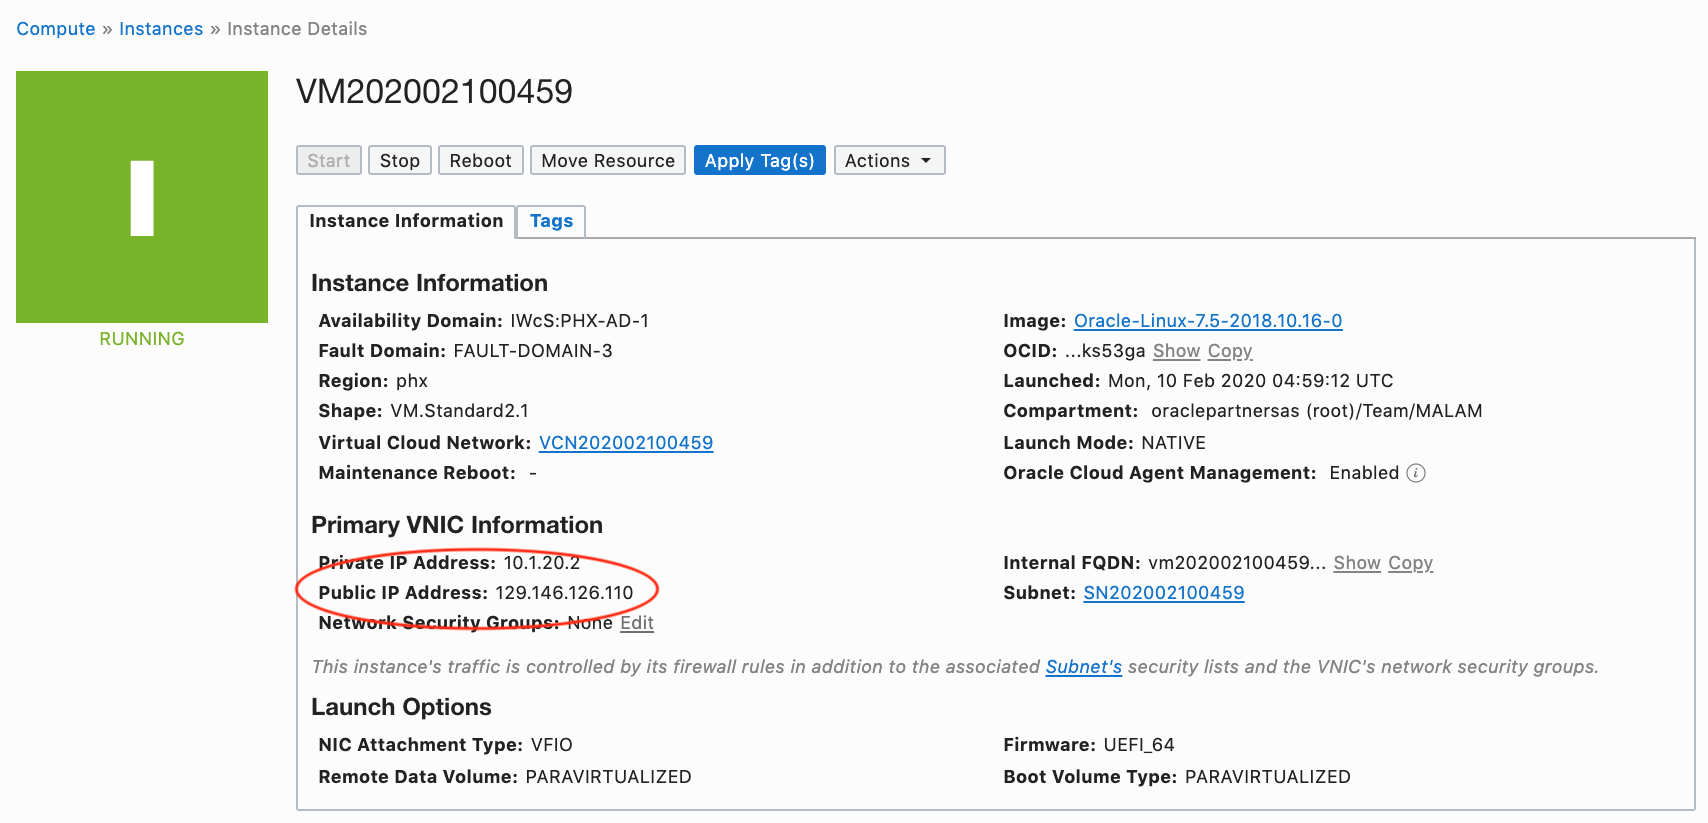 Compute » Instances » Instance Details
VM202002100459
Start Stop Reboot Move Resource Apply Tag(s) Actions
Instance Information Tags
RUNNING
Instance Information
Availability Domain: IWcS:PHX-AD-1
Fault Domain: FAULT-DOMAIN-3
Region: phx
Shape: VM.Standard2.1
Virtual Cloud Network: VCN202002100459
Maintenance Reboot: -
Image: Oracle-Linux-7.5-2018.10.16-0
OCID: ...ks53ga Show Copy
Launched: Mon, 10 Feb 2020 04:59:12 UTC
Compartment: oraclepartnersas (root)/Team/MALAM
Launch Mode: NATIVE
Oracle Cloud Agent Management: Enabled i
Primary VNIC Information
Private IP Address: 10.1.20.2
Public IP Address: 129.146.126.110
Network Security Groups: None Edit
Internal FQDN: vm202002100459... Show Copy
Subnet: SN202002100459
This instance's traffic is controlled by its firewall rules in addition to the associated Subnet's security lists and the VNIC's network security groups.
Launch Options
NIC Attachment Type: VFIO
Remote Data Volume: PARAVIRTUALIZED
Firmware: UEFI_64
Boot Volume Type: PARAVIRTUALIZED